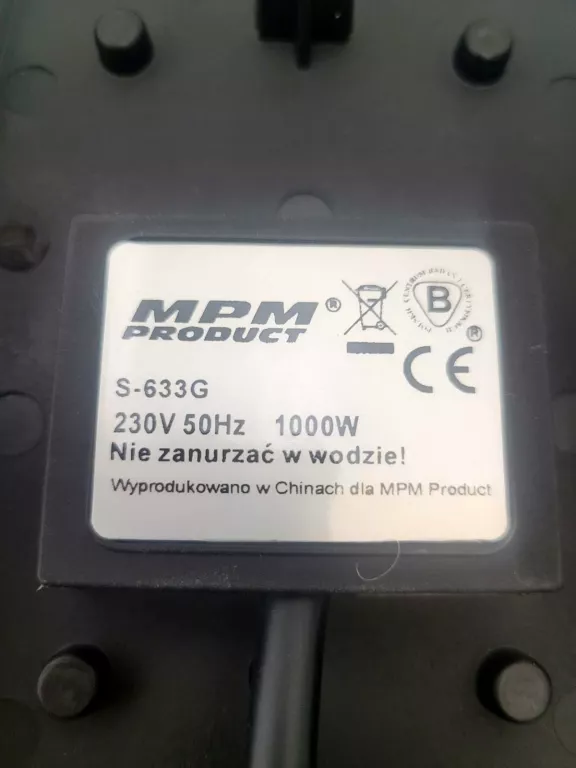 MPM®
PRODUCT
B
®
CE
S-633G
230V 50Hz 1000W
Nie zanurzać w wodzie!
Wyprodukowano w Chinach dla MPM Product